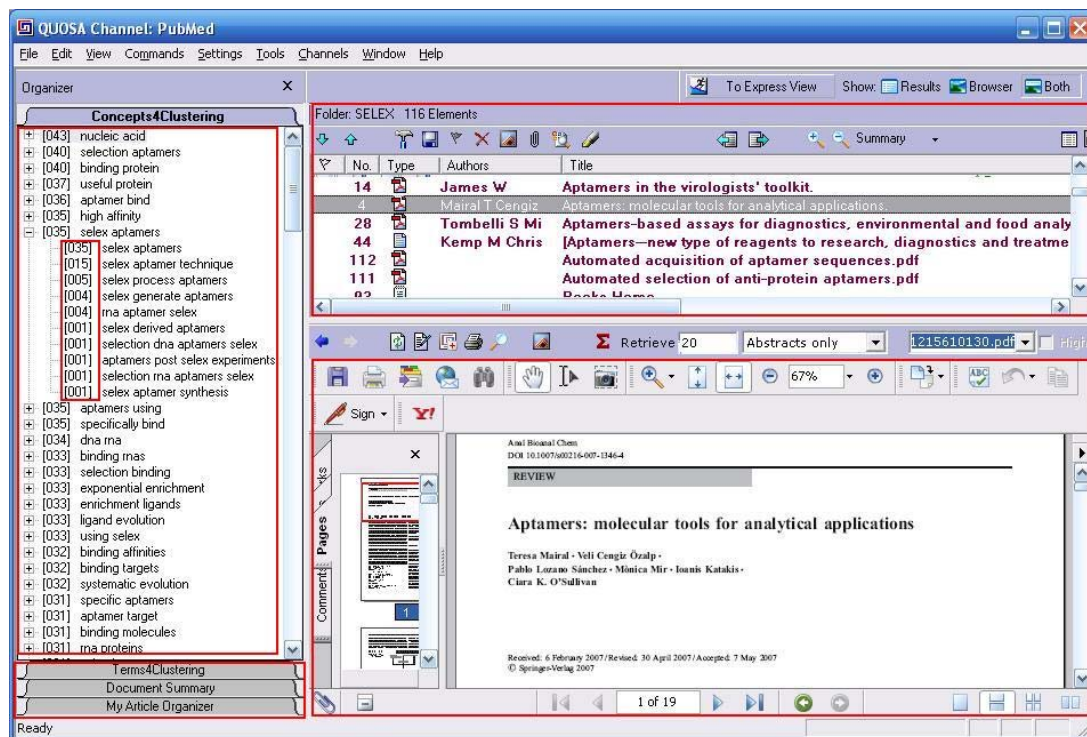 QUOSA Channel: PubMed
File Edit View Commands Settings Tools Channels Window Help
Organizer X
To Express View Show: Results Browser Both
Concepts4Clustering
[043] nucleic acid
[040] selection aptamers
[040] binding protein
[037] useful protein
[036] aptamer bind
[035] high affinity
[035] selex aptamers
[035] selex aptamers
[015] selex aptamer technique
[005] selex process aptamers
[004] selex generate aptamers
[004] rna aptamer selex
[001] selex derived aptamers
[001] selection dna aptamers selex
[001] aptamers post selex experiments
[001] selection rna aptamers selex
[001] selex aptamer synthesis
[035] aptamers using
[035] specifically bind
[034] dna rna
[033] binding rnas
[033] selection binding
[033] exponential enrichment
[033] enrichment ligands
[033] ligand evolution
[033] using selex
[032] binding affinities
[032] binding targets
[032] systematic evolution
[031] specific aptamers
[031] aptamer target
[031] binding molecules
[031] rna proteins
Terms4Clustering
Document Summary
My Article Organizer
Ready
Folder: SELEX 116 Elements
Summary
No. Type Authors Title
14 James W Aptamers in the virologists' toolkit.
4 Mairal T Cengiz Aptamers: molecular tools for analytical applications.
28 Tombelli S Mi Aptamers-based assays for diagnostics, environmental and food analy
44 Kemp M Chris [Aptamers—new type of reagents to research, diagnostics and treatme
112 Automated acquisition of aptamer sequences.pdf
111 Automated selection of anti-protein aptamers.pdf
93 Books Home
Σ Retrieve 20 Abstracts only 1215610130.pdf High
67%
Sign Y!
Pages
Comments
1
Anal Bioanal Chem
DOI 10.1007/s00216-007-1346-4
REVIEW
Aptamers: molecular tools for analytical applications
Teresa Mairal · Veli Cengiz Özalp ·
Pablo Lozano Sánchez · Mònica Mir · Ioanis Katakis ·
Ciara K. O'Sullivan
Received: 6 February 2007 / Revised: 30 April 2007 / Accepted: 7 May 2007
© Springer-Verlag 2007
1 of 19